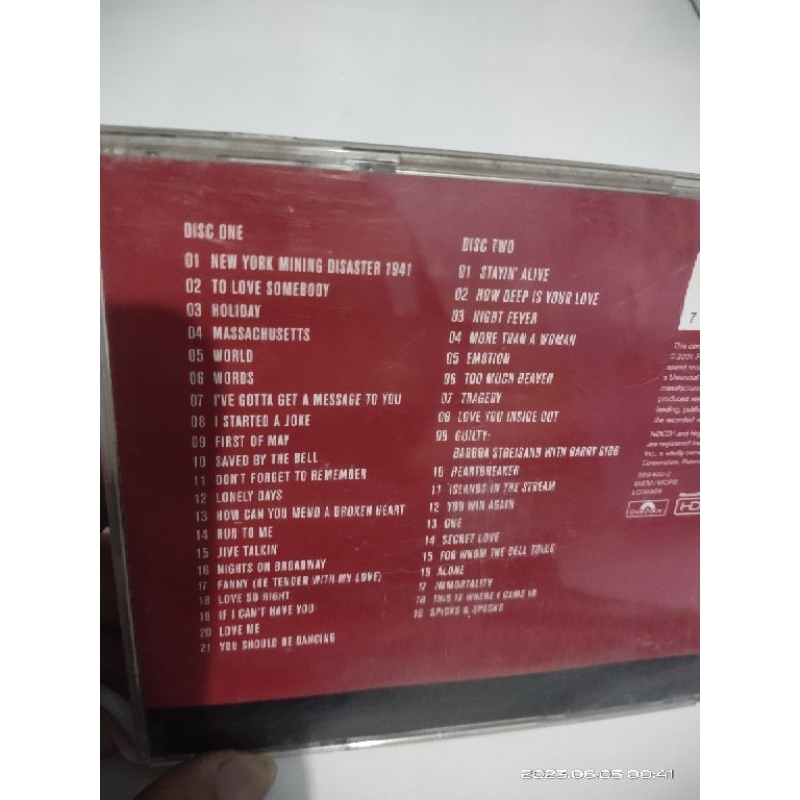 DISC ONE
01 NEW YORK MINING DISASTER 1941
02 TO LOVE SOMEBODY
03 HOLIDAY
04 MASSACHUSETTS
05 WORLD
06 WORDS
07 I'VE GOTTA GET A MESSAGE TO YOU
08 I STARTED A JOKE
09 FIRST OF MAY
10 SAVED BY THE BELL
11 DON'T FORGET TO REMEMBER
12 LONELY DAYS
13 HOW CAN YOU MEND A BROKEN HEART
14 RUN TO ME
15 JIVE TALKIN'
16 NIGHTS ON BROADWAY
17 FANNY (BE TENDER WITH MY LOVE)
18 LOVE SO RIGHT
19 IF I CAN'T HAVE YOU
20 LOVE ME
21 YOU SHOULD BE DANCING
DISC TWO
01 STAYIN' ALIVE
02 HOW DEEP IS YOUR LOVE
03 NIGHT FEVER
04 MORE THAN A WOMAN
05 EMOTION
06 TOO MUCH HEAVEN
07 TRAGEDY
08 LOVE YOU INSIDE OUT
09 GUILTY:
BARBRA STREISAND WITH BARRY GIBB
10 HEARTBREAKER
11 ISLANDS IN THE STREAM
12 YOU WIN AGAIN
13 ONE
14 SECRET LOVE
15 FOR WHOM THE BELL TOLLS
16 ALONE
17 IMMORTALITY
18 THIS IS WHERE I CAME IN
19 SPICKS & SPECKS
7
2023.06.05 00:41